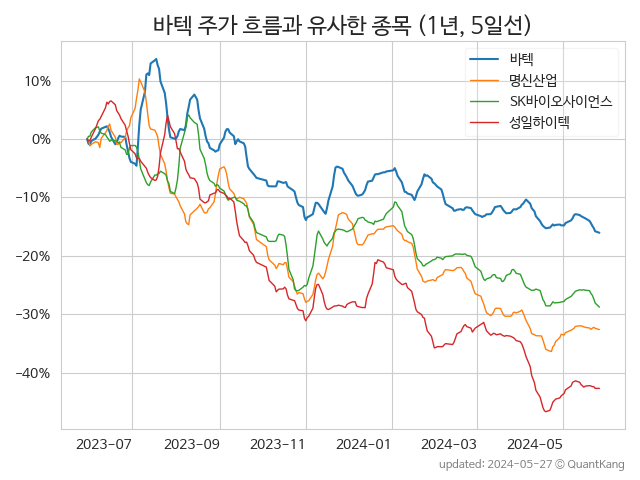 바텍 주가 흐름과 유사한 종목 (1년, 5일선)
바텍
명신산업
SK바이오사이언스
성일하이텍
10%
0%
−10%
−20%
−30%
−40%
2023-07 2023-09 2023-11 2024-01 2024-03 2024-05
updated: 2024-05-27 © QuantKang